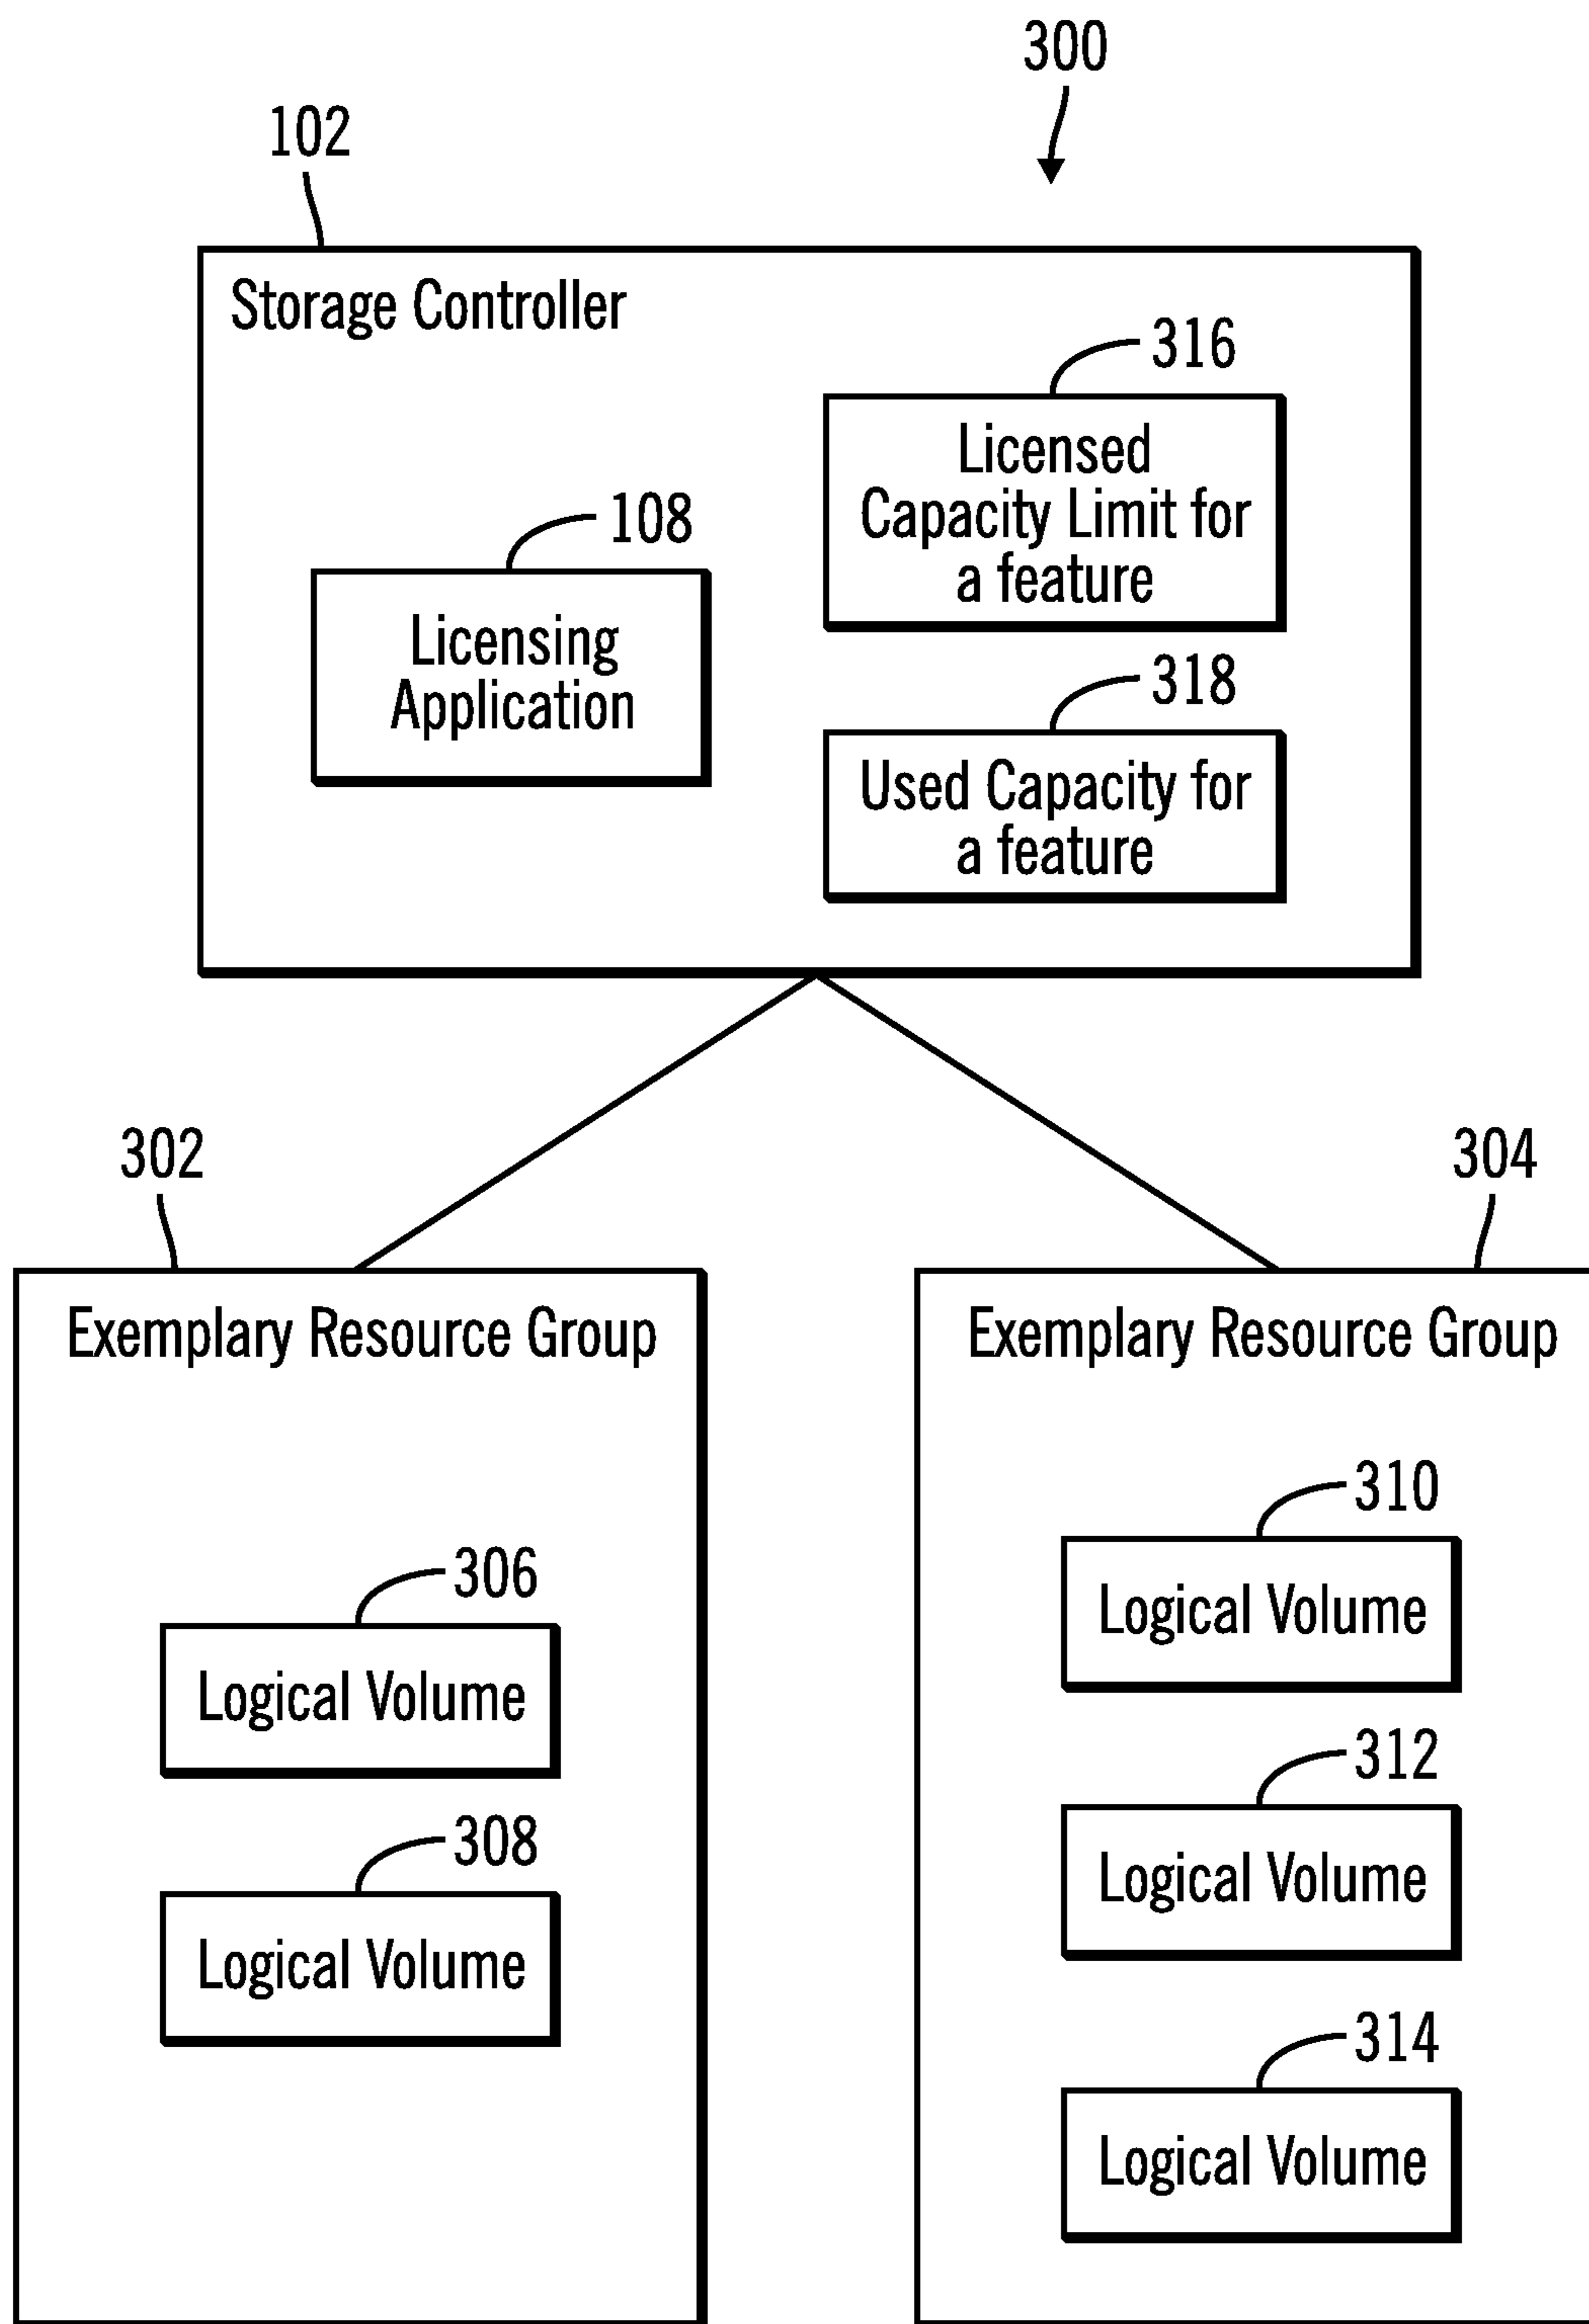 300
102
Storage Controller
316
Licensed
Capacity Limit for
a feature
108
Licensing
Application
318
Used Capacity for
a feature
302
304
Exemplary Resource Group
Exemplary Resource Group
306
Logical Volume
308
Logical Volume
310
Logical Volume
312
Logical Volume
314
Logical Volume